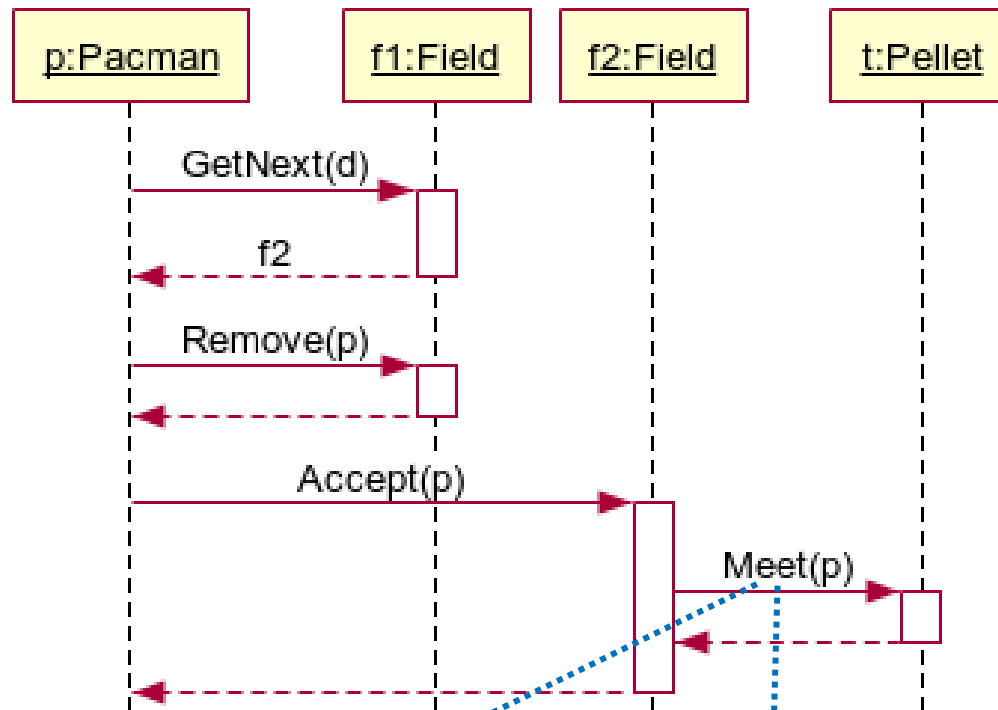 p:Pacman
f1:Field
f2:Field
t:Pellet
GetNext(d)
f2
Remove(p)
Accept(p)
Meet(p)